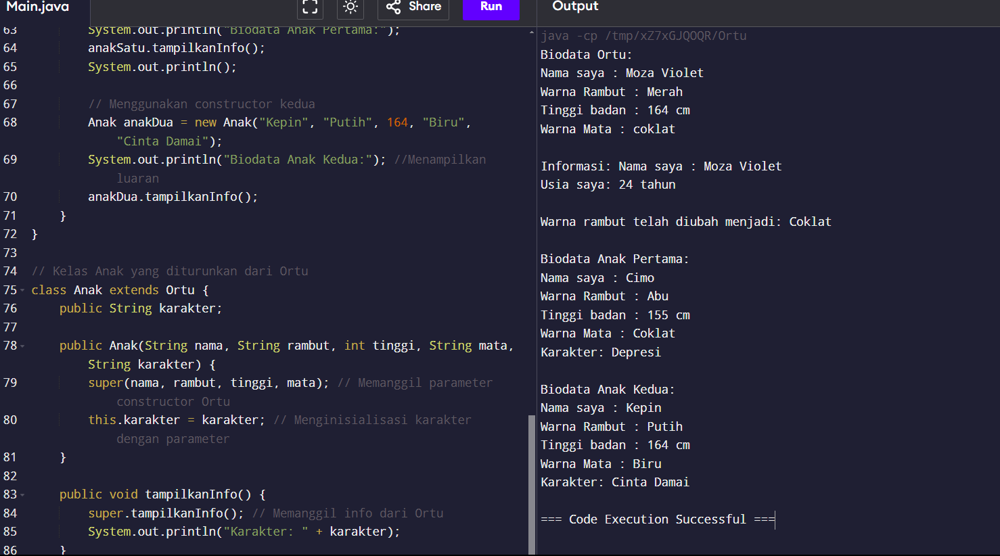 Main.java
Share
Run
Output
63 System.out.println("Biodata Anak Pertama:");
64 anakSatu.tampilkanInfo();
65 System.out.println();
66
67 // Menggunakan constructor kedua
68 Anak anakDua = new Anak("Kepin", "Putih", 164, "Biru",
"Cinta Damai");
69 System.out.println("Biodata Anak Kedua:"); //Menampilkan
luaran
70 anakDua.tampilkanInfo();
71 }
72 }
73
74 // Kelas Anak yang diturunkan dari Ortu
75 class Anak extends Ortu {
76 public String karakter;
77
78 public Anak(String nama, String rambut, int tinggi, String mata,
String karakter) {
79 super(nama, rambut, tinggi, mata); // Memanggil parameter
constructor Ortu
80 this.karakter = karakter; // Menginisialisasi karakter
dengan parameter
81 }
82
83 public void tampilkanInfo() {
84 super.tampilkanInfo(); // Memanggil info dari Ortu
85 System.out.println("Karakter: " + karakter);
86 }
java -cp /tmp/xZ7xGJQOQR/Ortu
Biodata Ortu:
Nama saya : Moza Violet
Warna Rambut : Merah
Tinggi badan : 164 cm
Warna Mata : coklat
Informasi: Nama saya : Moza Violet
Usia saya: 24 tahun
Warna rambut telah diubah menjadi: Coklat
Biodata Anak Pertama:
Nama saya : Cimo
Warna Rambut : Abu
Tinggi badan : 155 cm
Warna Mata : Coklat
Karakter: Depresi
Biodata Anak Kedua:
Nama saya : Kepin
Warna Rambut : Putih
Tinggi badan : 164 cm
Warna Mata : Biru
Karakter: Cinta Damai
=== Code Execution Successful ===